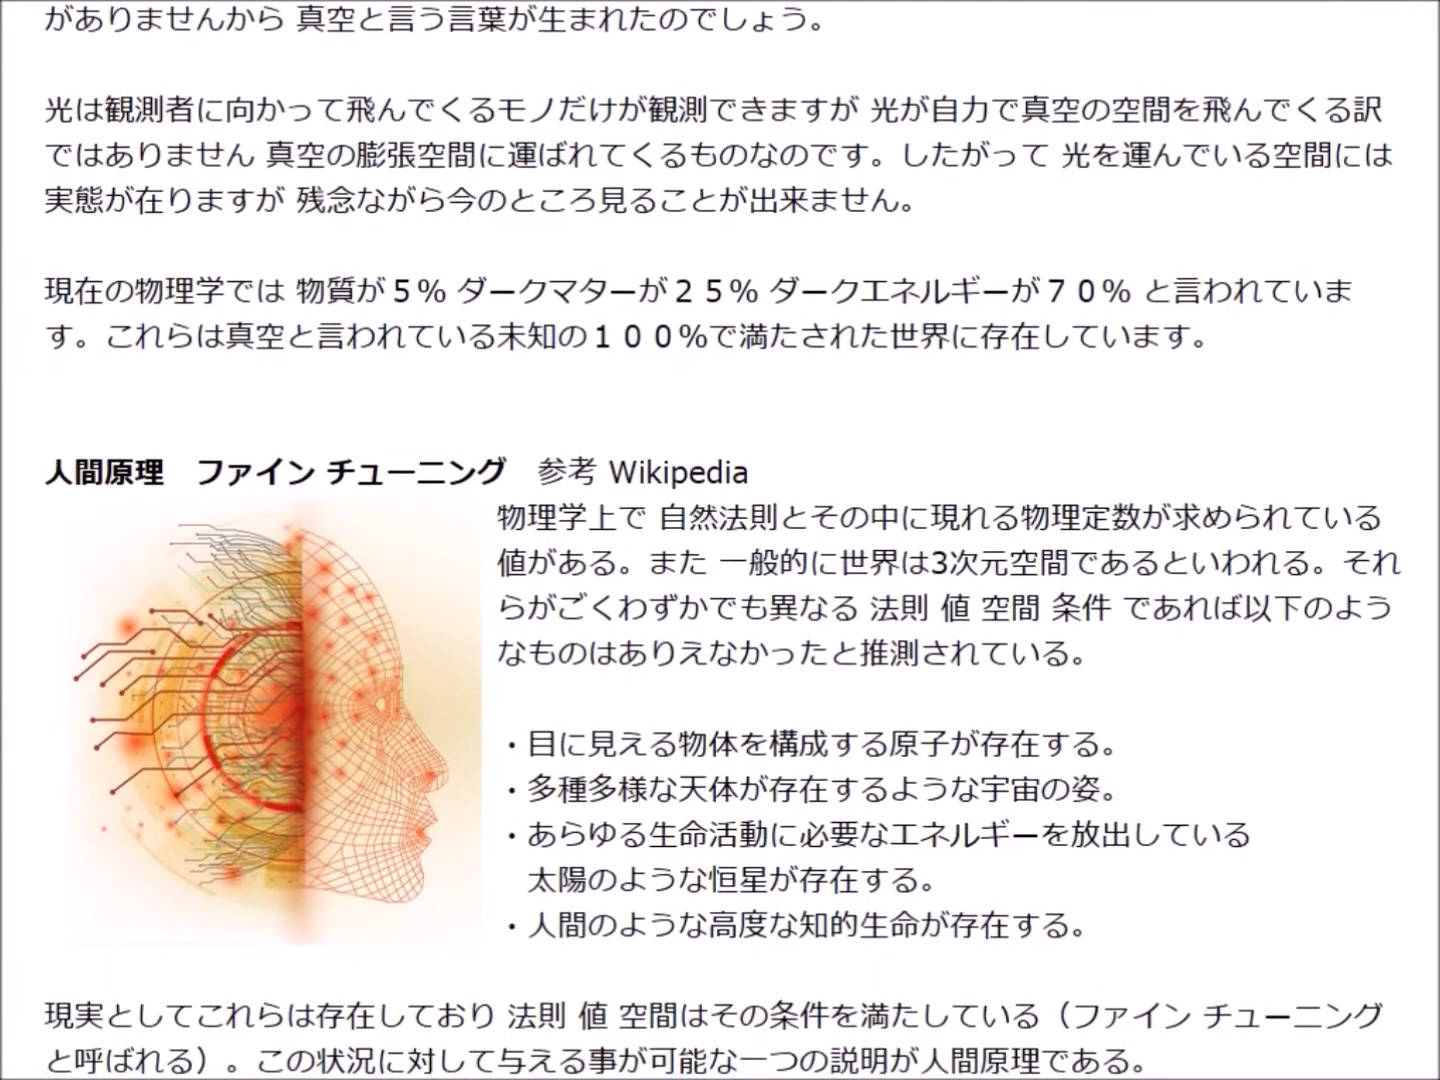 がありませんから 真空と言う言葉が生まれたのでしょう。
光は観測者に向かって飛んでくるモノだけが観測できますが 光が自力で真空の空間を飛んでくる訳
ではありません 真空の膨張空間に運ばれてくるものなのです。したがって 光を運んでいる空間には
実態が在りますが 残念ながら今のところ見ることが出来ません。
現在の物理学では 物質が５％ ダークマターが２５％ ダークエネルギーが７０％ と言われていま
す。これらは真空と言われている未知の１００％で満たされた世界に存在しています。
人間原理　ファイン チューニング　参考 Wikipedia
物理学上で 自然法則とその中に現れる物理定数が求められている
値がある。また 一般的に世界は3次元空間であるといわれる。それ
らがごくわずかでも異なる 法則 値 空間 条件 であれば以下のよう
なものはありえなかったと推測されている。
・目に見える物体を構成する原子が存在する。
・多種多様な天体が存在するような宇宙の姿。
・あらゆる生命活動に必要なエネルギーを放出している
太陽のような恒星が存在する。
・人間のような高度な知的生命が存在する。
現実としてこれらは存在しており 法則 値 空間はその条件を満たしている（ファイン チューニング
と呼ばれる）。この状況に対して与える事が可能な一つの説明が人間原理である。